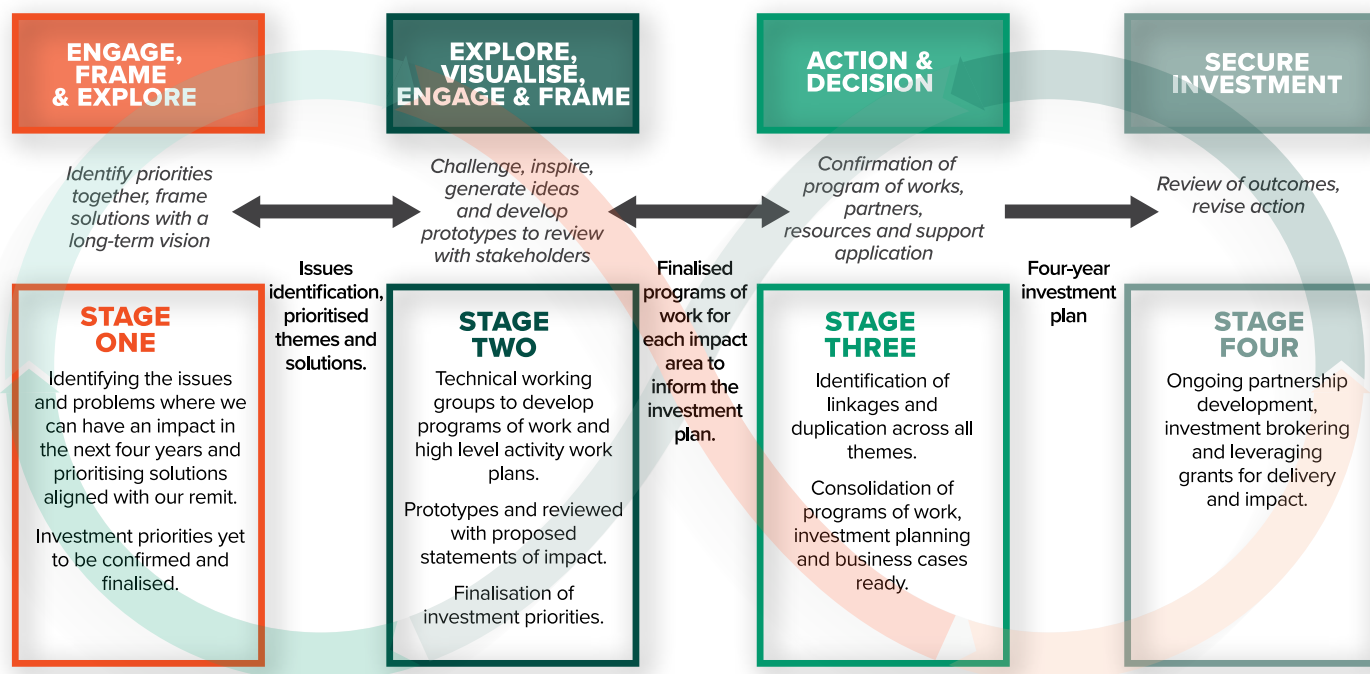 ENGAGE,
FRAME
& EXPLORE
EXPLORE,
VISUALISE,
ENGAGE & FRAME
ACTION &
DECISION
SECURE
INVESTMENT
Identify priorities
together, frame
solutions with a
long-term vision
Challenge, inspire,
generate ideas
and develop
prototypes to review
with stakeholders
Confirmation of
program of works,
partners,
resources and support
application
Review of outcomes,
revise action
Issues
identification,
prioritised
themes and
solutions.
Finalised
programs of
work for
each impact
area to
inform the
investment
plan.
Four-year
investment
plan
STAGE
ONE
Identifying the issues
and problems where we
can have an impact in
the next four years and
prioritising solutions
aligned with our remit.
Investment priorities yet
to be confirmed and
finalised.
STAGE
TWO
Technical working
groups to develop
programs of work and
high level activity work
plans.
Prototypes and reviewed
with proposed
statements of impact.
Finalisation of
investment priorities.
STAGE
THREE
Identification of
linkages and
duplication across all
themes.
Consolidation of
programs of work,
investment planning
and business cases
ready.
STAGE
FOUR
Ongoing partnership
development,
investment brokering
and leveraging
grants for delivery
and impact.